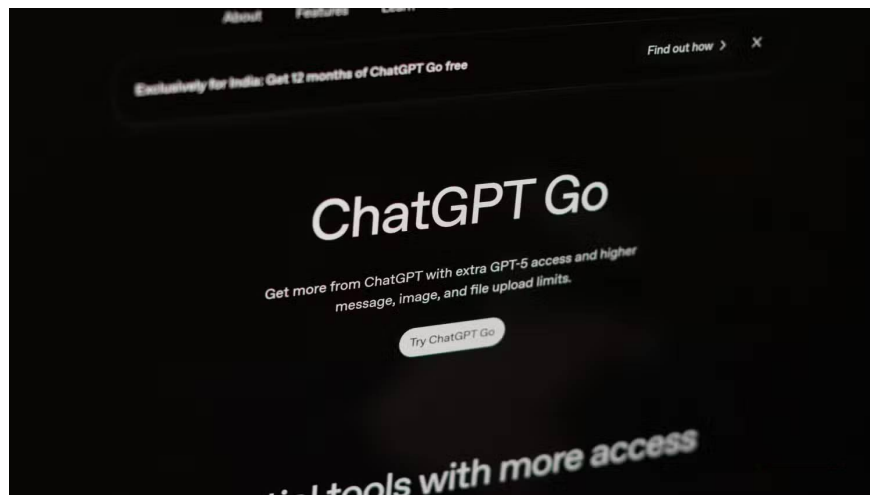 About Features Learn
Exclusively for India: Get 12 months of ChatGPT Go free
Find out how
ChatGPT Go
Get more from ChatGPT with extra GPT-5 access and higher
message, image, and file upload limits.
Try ChatGPT Go
tools with more access